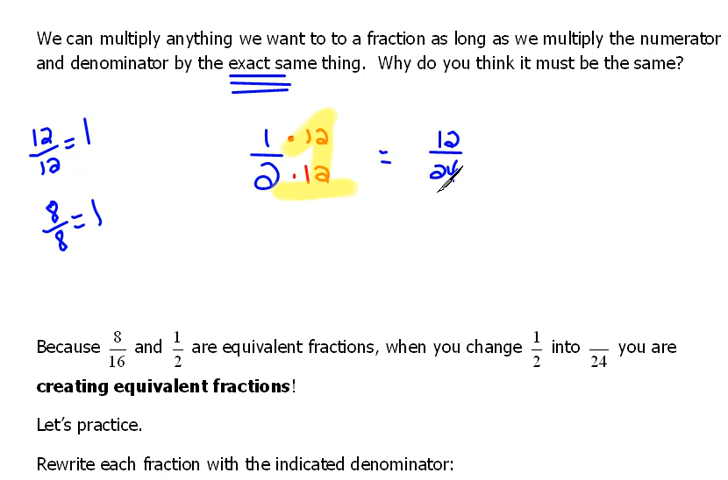 We can multiply anything we want to to a fraction as long as we multiply the numerator
and denominator by the exact same thing. Why do you think it must be the same?
12/12 = 1
1/2 · 12/12 = 12/24
8/8 = 1
1
Because 8/16 and 1/2 are equivalent fractions, when you change 1/2 into __/24 you are
creating equivalent fractions!
Let's practice.
Rewrite each fraction with the indicated denominator: